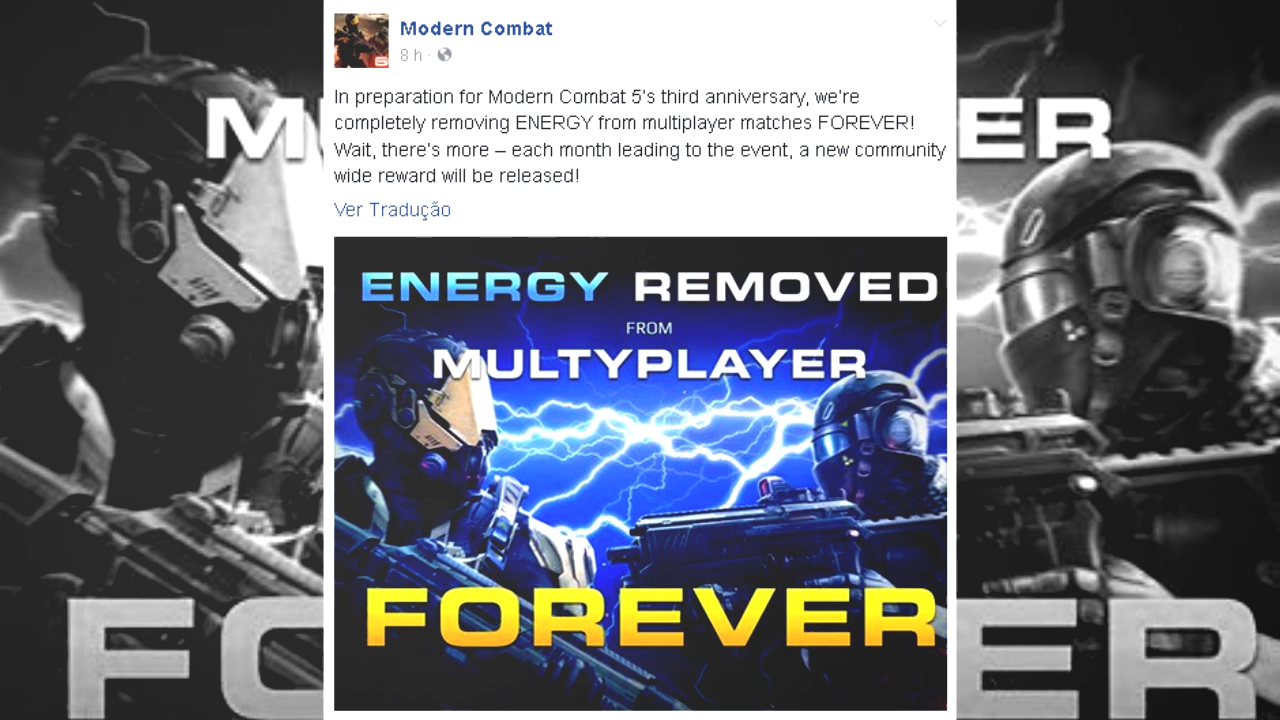 Modern Combat
8 h ·
In preparation for Modern Combat 5's third anniversary, we're
completely removing ENERGY from multiplayer matches FOREVER!
Wait, there's more – each month leading to the event, a new community
wide reward will be released!
Ver Tradução
ENERGY REMOVED
FROM
MULTYPLAYER
FOREVER